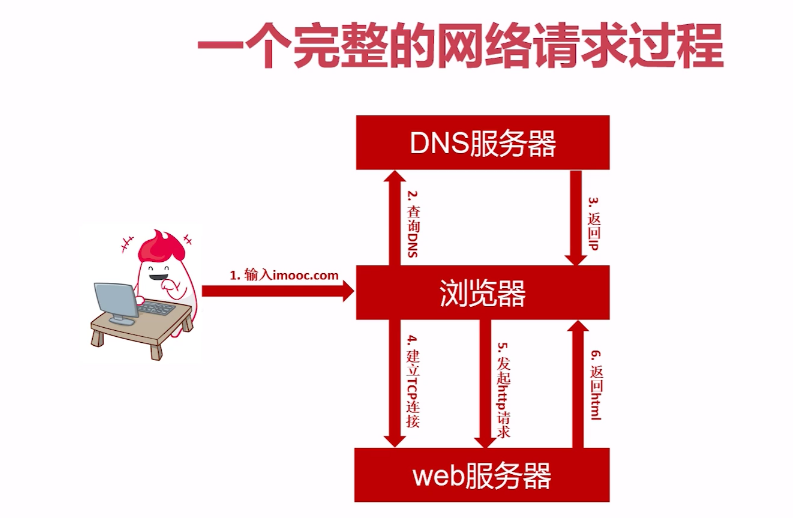 一个完整的网络请求过程
DNS服务器
2. 查询DNS
3. 返回IP
1. 输入imooc.com
浏览器
4. 建立TCP连接
5. 发起http请求
6. 返回html
web服务器